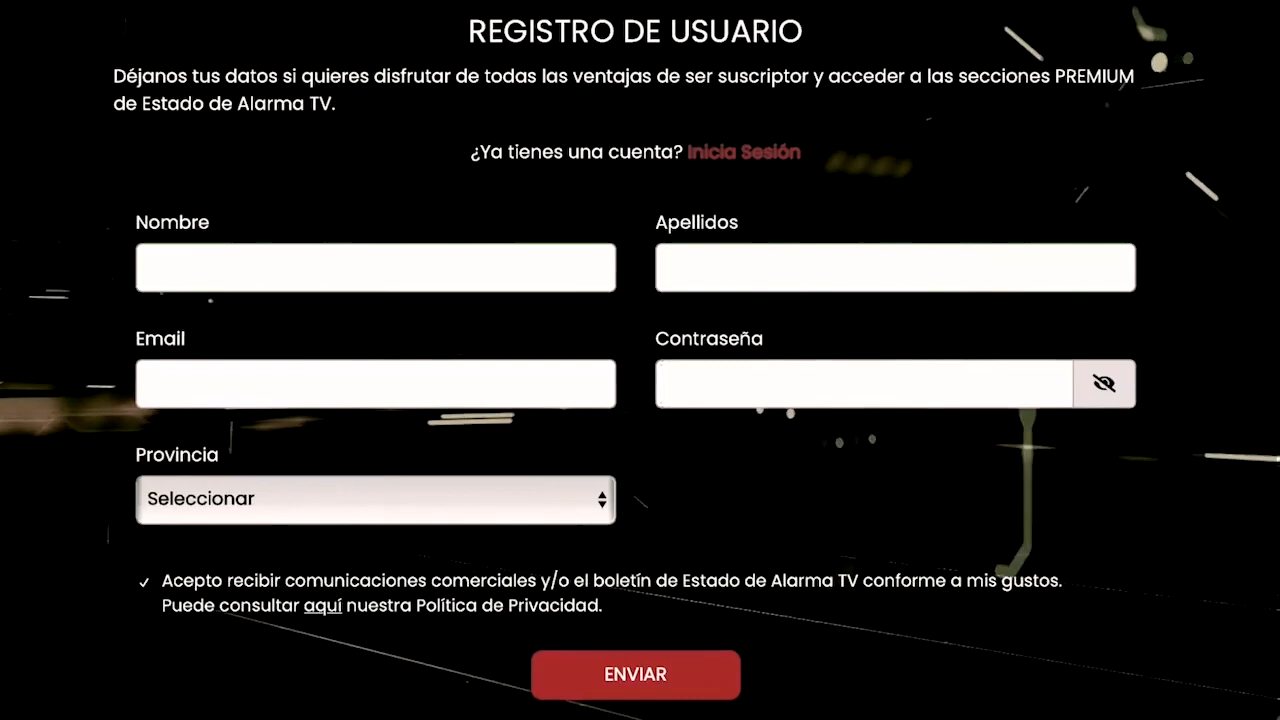 REGISTRO DE USUARIO
Déjanos tus datos si quieres disfrutar de todas las ventajas de ser suscriptor y acceder a las secciones PREMIUM
de Estado de Alarma TV.
¿Ya tienes una cuenta? Inicia Sesión
Nombre
Apellidos
Email
Contraseña
Provincia
Seleccionar
Acepto recibir comunicaciones comerciales y/o el boletín de Estado de Alarma TV conforme a mis gustos.
Puede consultar aquí nuestra Política de Privacidad.
ENVIAR